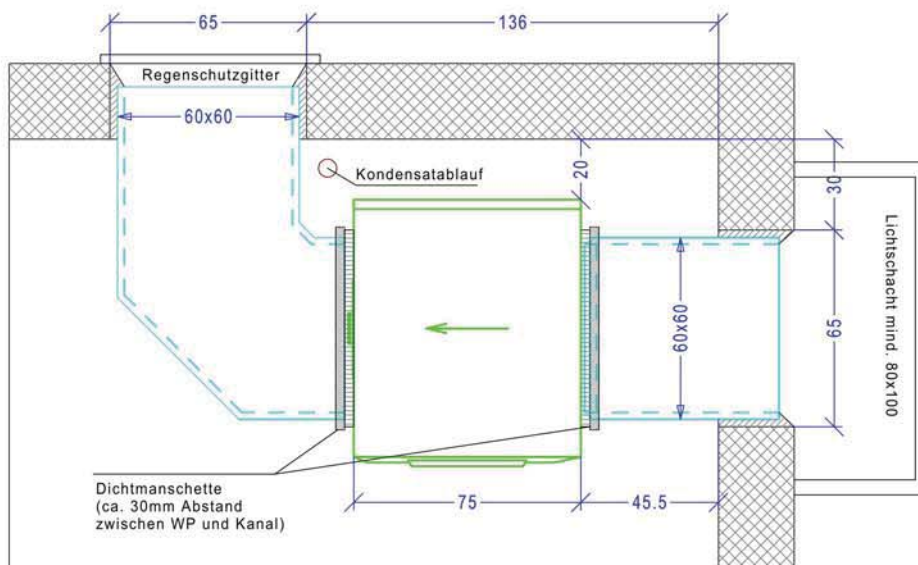 65
136
Regenschutzgitter
60x60
Kondensatablauf
20
30
Lichtschacht mind. 80x100
60x60
65
Dichtmanschette
(ca. 30mm Abstand
zwischen WP und Kanal)
75
45.5